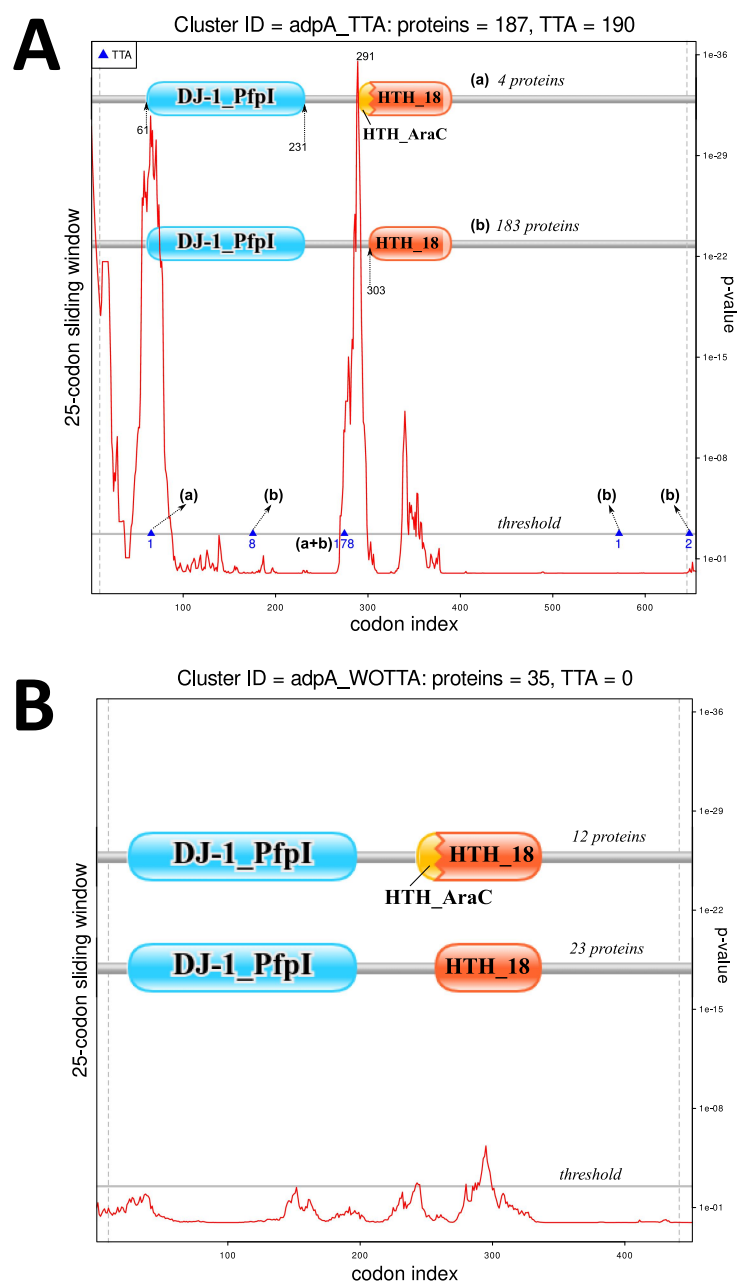 A
Cluster ID = adpA_TTA: proteins = 187, TTA = 190
TTA
291
1e-36
DJ-1_PfpI
HTH_18
(a) 4 proteins
HTH_AraC
61
231
1e-29
DJ-1_PfpI
HTH_18
(b) 183 proteins
1e-22
303
25-codon sliding window
p-value
1e-15
1e-08
(a)
(b)
(b)
(b)
threshold
1
8
(a+b)
178
1
2
1e-01
100
200
300
400
500
600
codon index
B
Cluster ID = adpA_WOTTA: proteins = 35, TTA = 0
1e-36
1e-29
12 proteins
DJ-1_PfpI
HTH_18
HTH_AraC
1e-22
23 proteins
DJ-1_PfpI
HTH_18
25-codon sliding window
p-value
1e-15
1e-08
threshold
1e-01
100
200
300
400
codon index